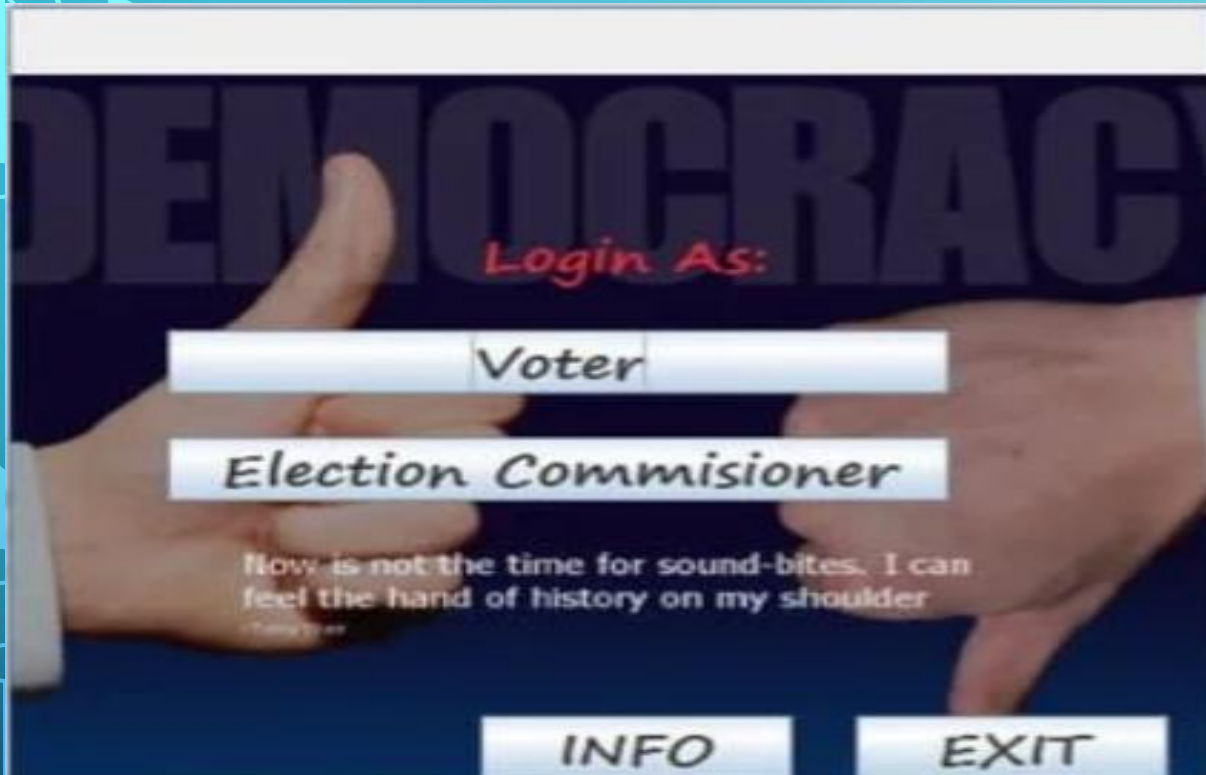 DEMOCRACY
Login As:
Voter
Election Commisioner
Now is not the time for sound-bites. I can
feel the hand of history on my shoulder
INFO
EXIT